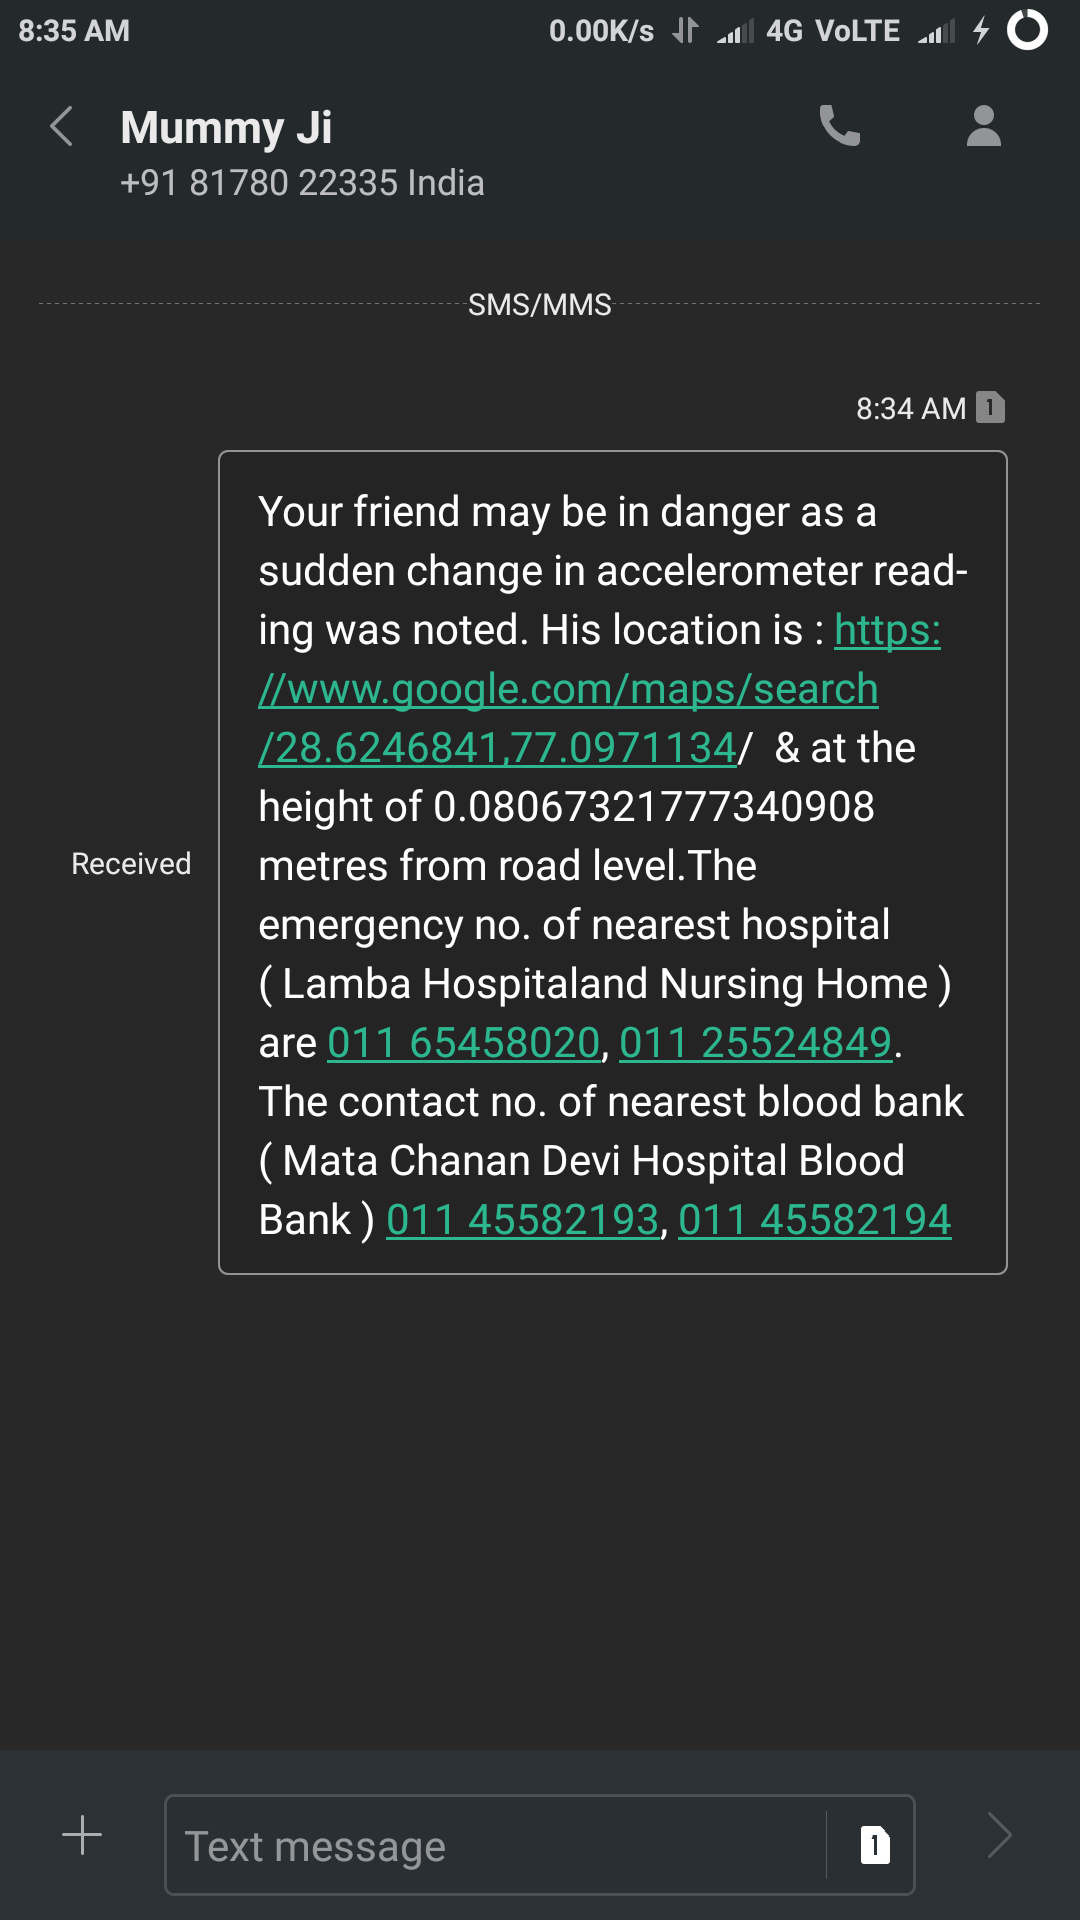 8:35 AM 0.00K/s 4G VoLTE
Mummy Ji
+91 81780 22335 India
SMS/MMS
8:34 AM 1
Your friend may be in danger as a
sudden change in accelerometer read-
ing was noted. His location is : https:
//www.google.com/maps/search
/28.6246841,77.0971134/  & at the
height of 0.08067321777340908
metres from road level.The
emergency no. of nearest hospital
( Lamba Hospitaland Nursing Home )
are 011 65458020, 011 25524849.
The contact no. of nearest blood bank
( Mata Chanan Devi Hospital Blood
Bank ) 011 45582193, 011 45582194
Received
Text message 1